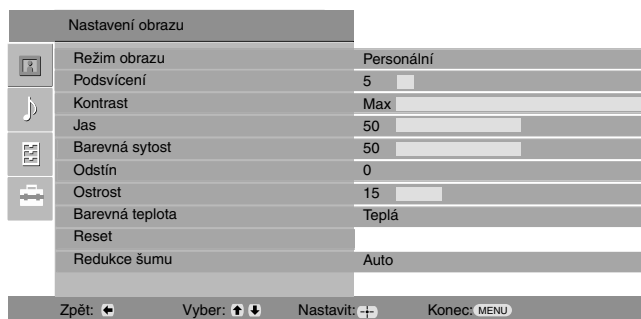 Nastavení obrazu
Režim obrazu Personální
Podsvícení 5
Kontrast Max
Jas 50
Barevná sytost 50
Odstín 0
Ostrost 15
Barevná teplota Teplá
Reset
Redukce šumu Auto
Zpět: Vyber: Nastavit: Konec: MENU